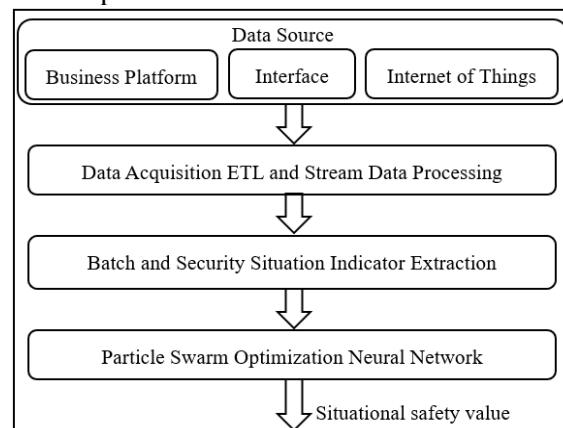 Data Source
Business Platform
Interface
Internet of Things
Data Acquisition ETL and Stream Data Processing
Batch and Security Situation Indicator Extraction
Particle Swarm Optimization Neural Network
Situational safety value